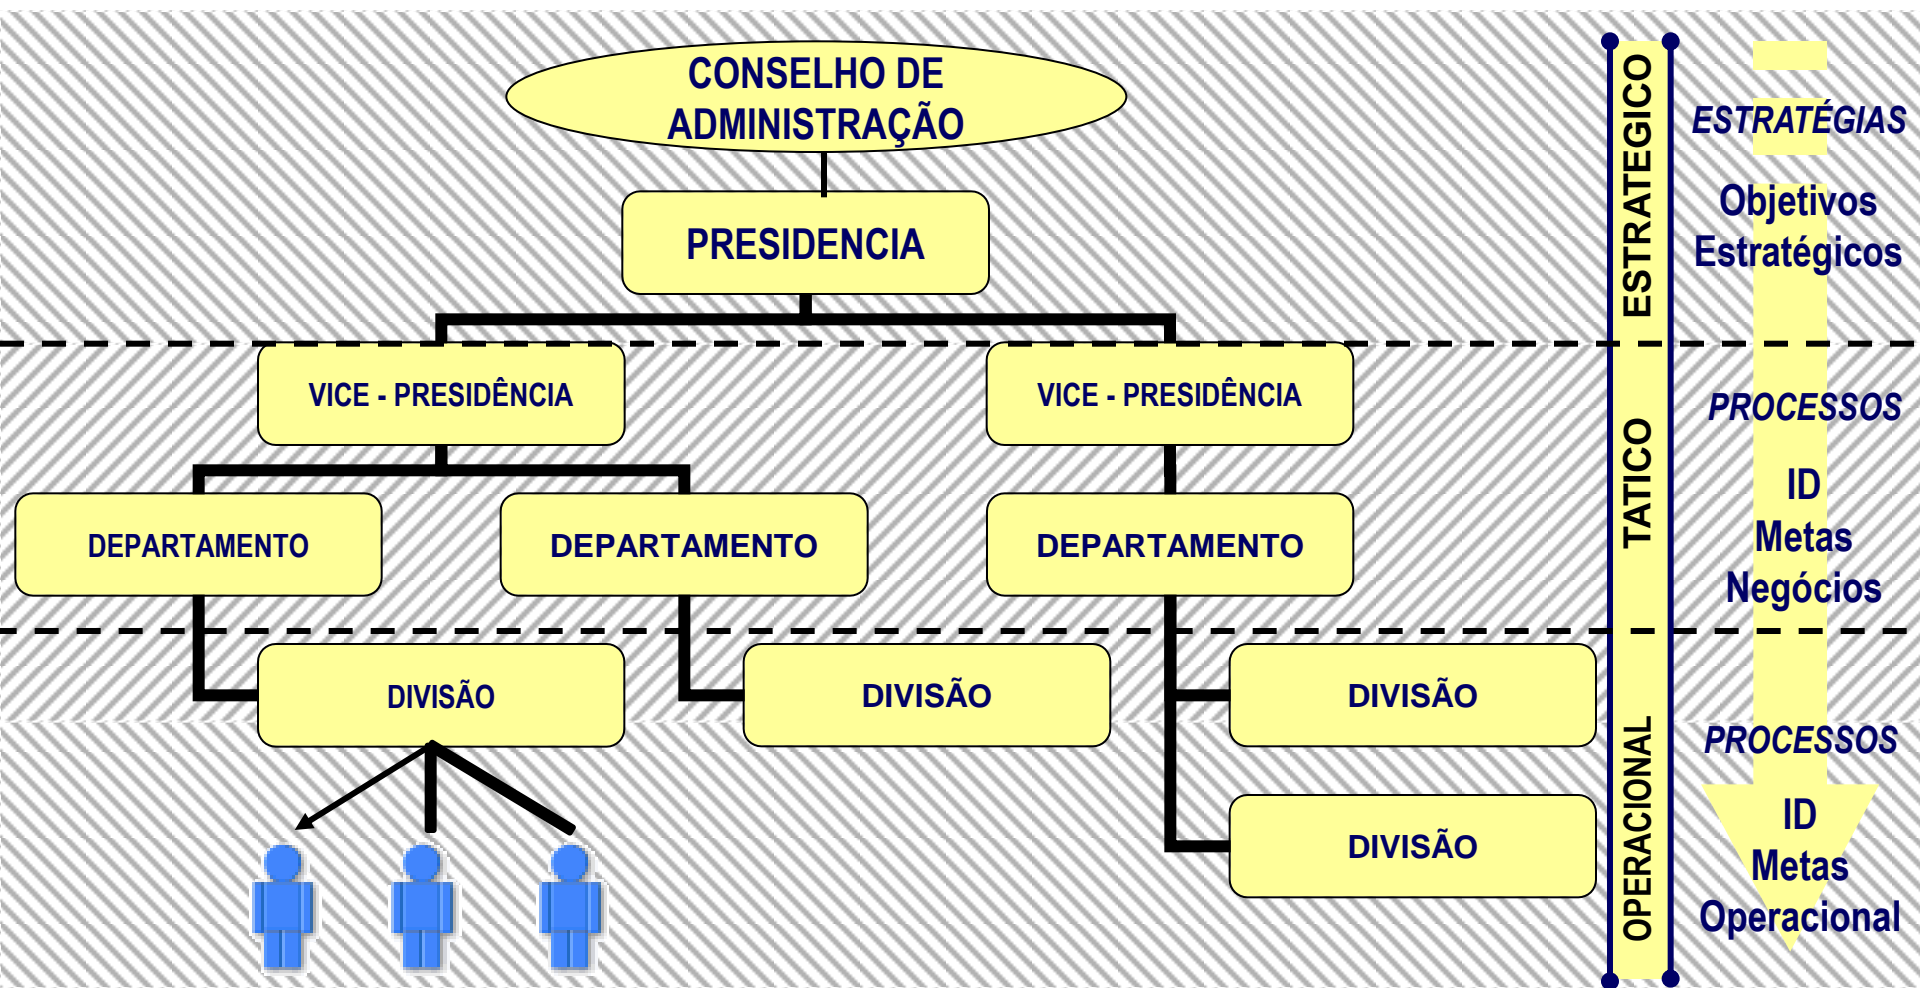 CONSELHO DE
ADMINISTRAÇÃO
PRESIDENCIA
VICE - PRESIDÊNCIA
VICE - PRESIDÊNCIA
DEPARTAMENTO
DEPARTAMENTO
DEPARTAMENTO
DIVISÃO
DIVISÃO
DIVISÃO
DIVISÃO
ESTRATEGICO
TATICO
OPERACIONAL
ESTRATÉGIAS
Objetivos
Estratégicos
PROCESSOS
ID
Metas
Negócios
PROCESSOS
ID
Metas
Operacional